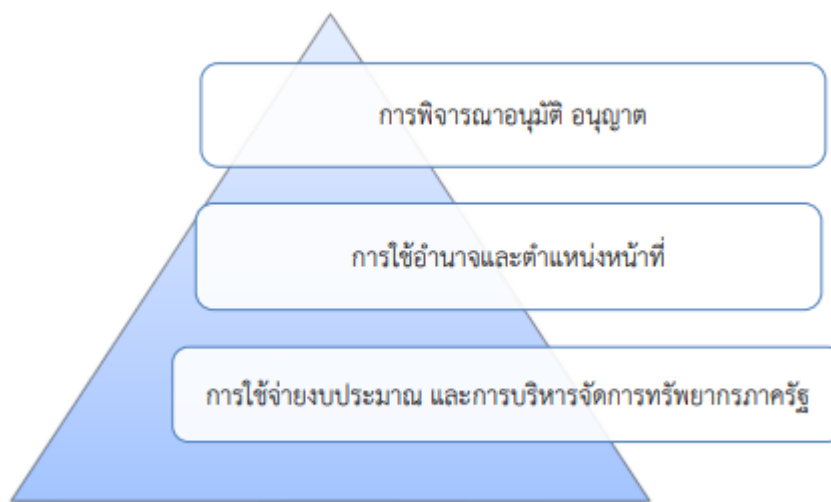 การพิจารณาอนุมัติ อนุญาต
การใช้อำนาจและตำแหน่งหน้าที่
การใช้จ่ายงบประมาณ และการบริหารจัดการทรัพยากรภาครัฐ